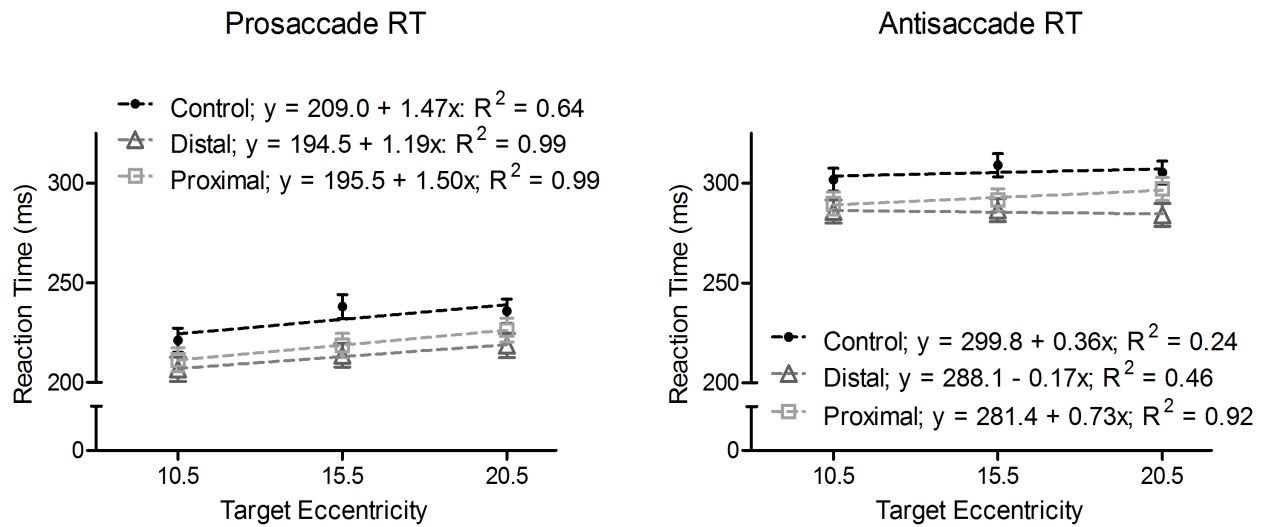 Prosaccade RT
Control; y = 209.0 + 1.47x: R² = 0.64
Distal; y = 194.5 + 1.19x: R² = 0.99
Proximal; y = 195.5 + 1.50x; R² = 0.99
Reaction Time (ms)
300
250
200
0
10.5 15.5 20.5
Target Eccentricity
Antisaccade RT
Reaction Time (ms)
300
250
200
0
Control; y = 299.8 + 0.36x; R² = 0.24
Distal; y = 288.1 - 0.17x; R² = 0.46
Proximal; y = 281.4 + 0.73x; R² = 0.92
10.5 15.5 20.5
Target Eccentricity